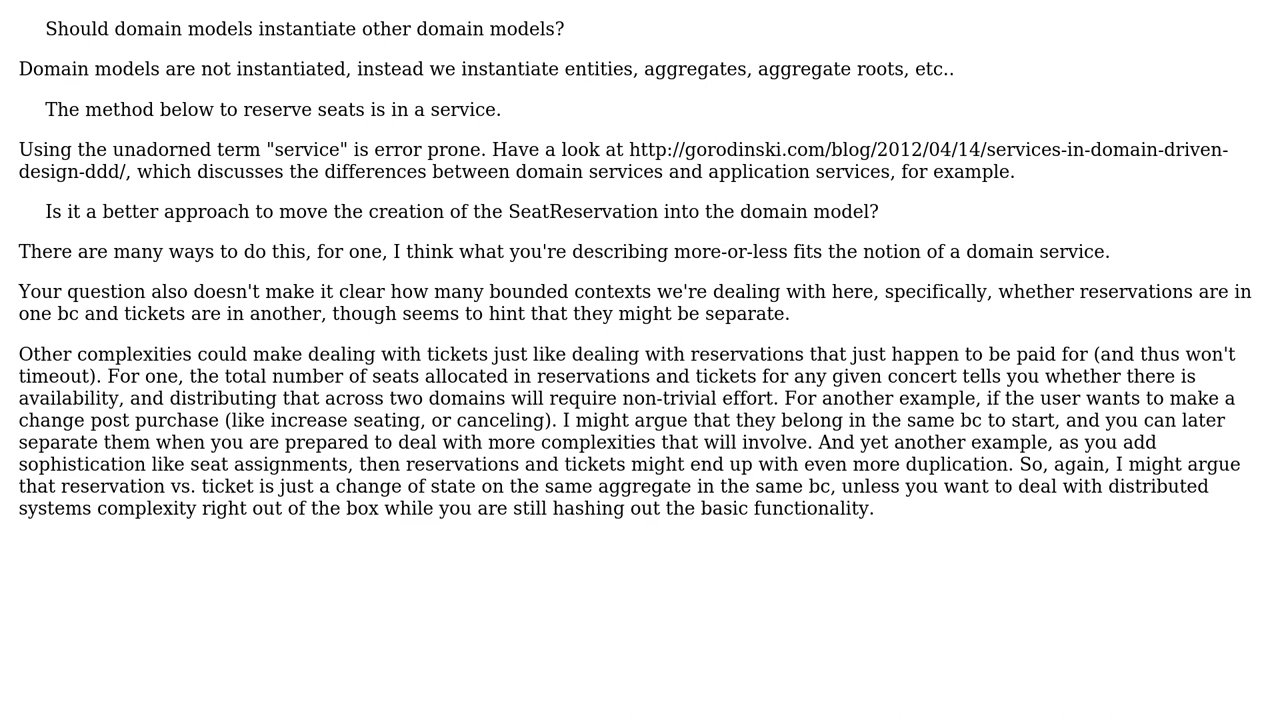 Should domain models instantiate other domain models?
Domain models are not instantiated, instead we instantiate entities, aggregates, aggregate roots, etc..
The method below to reserve seats is in a service.
Using the unadorned term "service" is error prone. Have a look at http://gorodinski.com/blog/2012/04/14/services-in-domain-driven-
design-ddd/, which discusses the differences between domain services and application services, for example.
Is it a better approach to move the creation of the SeatReservation into the domain model?
There are many ways to do this, for one, I think what you're describing more-or-less fits the notion of a domain service.
Your question also doesn't make it clear how many bounded contexts we're dealing with here, specifically, whether reservations are in
one bc and tickets are in another, though seems to hint that they might be separate.
Other complexities could make dealing with tickets just like dealing with reservations that just happen to be paid for (and thus won't
timeout). For one, the total number of seats allocated in reservations and tickets for any given concert tells you whether there is
availability, and distributing that across two domains will require non-trivial effort. For another example, if the user wants to make a
change post purchase (like increase seating, or canceling). I might argue that they belong in the same bc to start, and you can later
separate them when you are prepared to deal with more complexities that will involve. And yet another example, as you add
sophistication like seat assignments, then reservations and tickets might end up with even more duplication. So, again, I might argue
that reservation vs. ticket is just a change of state on the same aggregate in the same bc, unless you want to deal with distributed
systems complexity right out of the box while you are still hashing out the basic functionality.